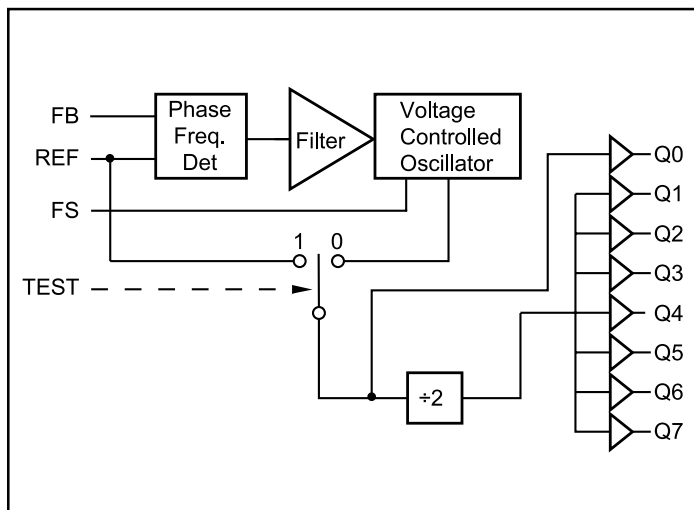 FB
REF
FS
TEST
Phase
Freq.
Det
Filter
Voltage
Controlled
Oscillator
1 0
÷2
Q0
Q1
Q2
Q3
Q4
Q5
Q6
Q7